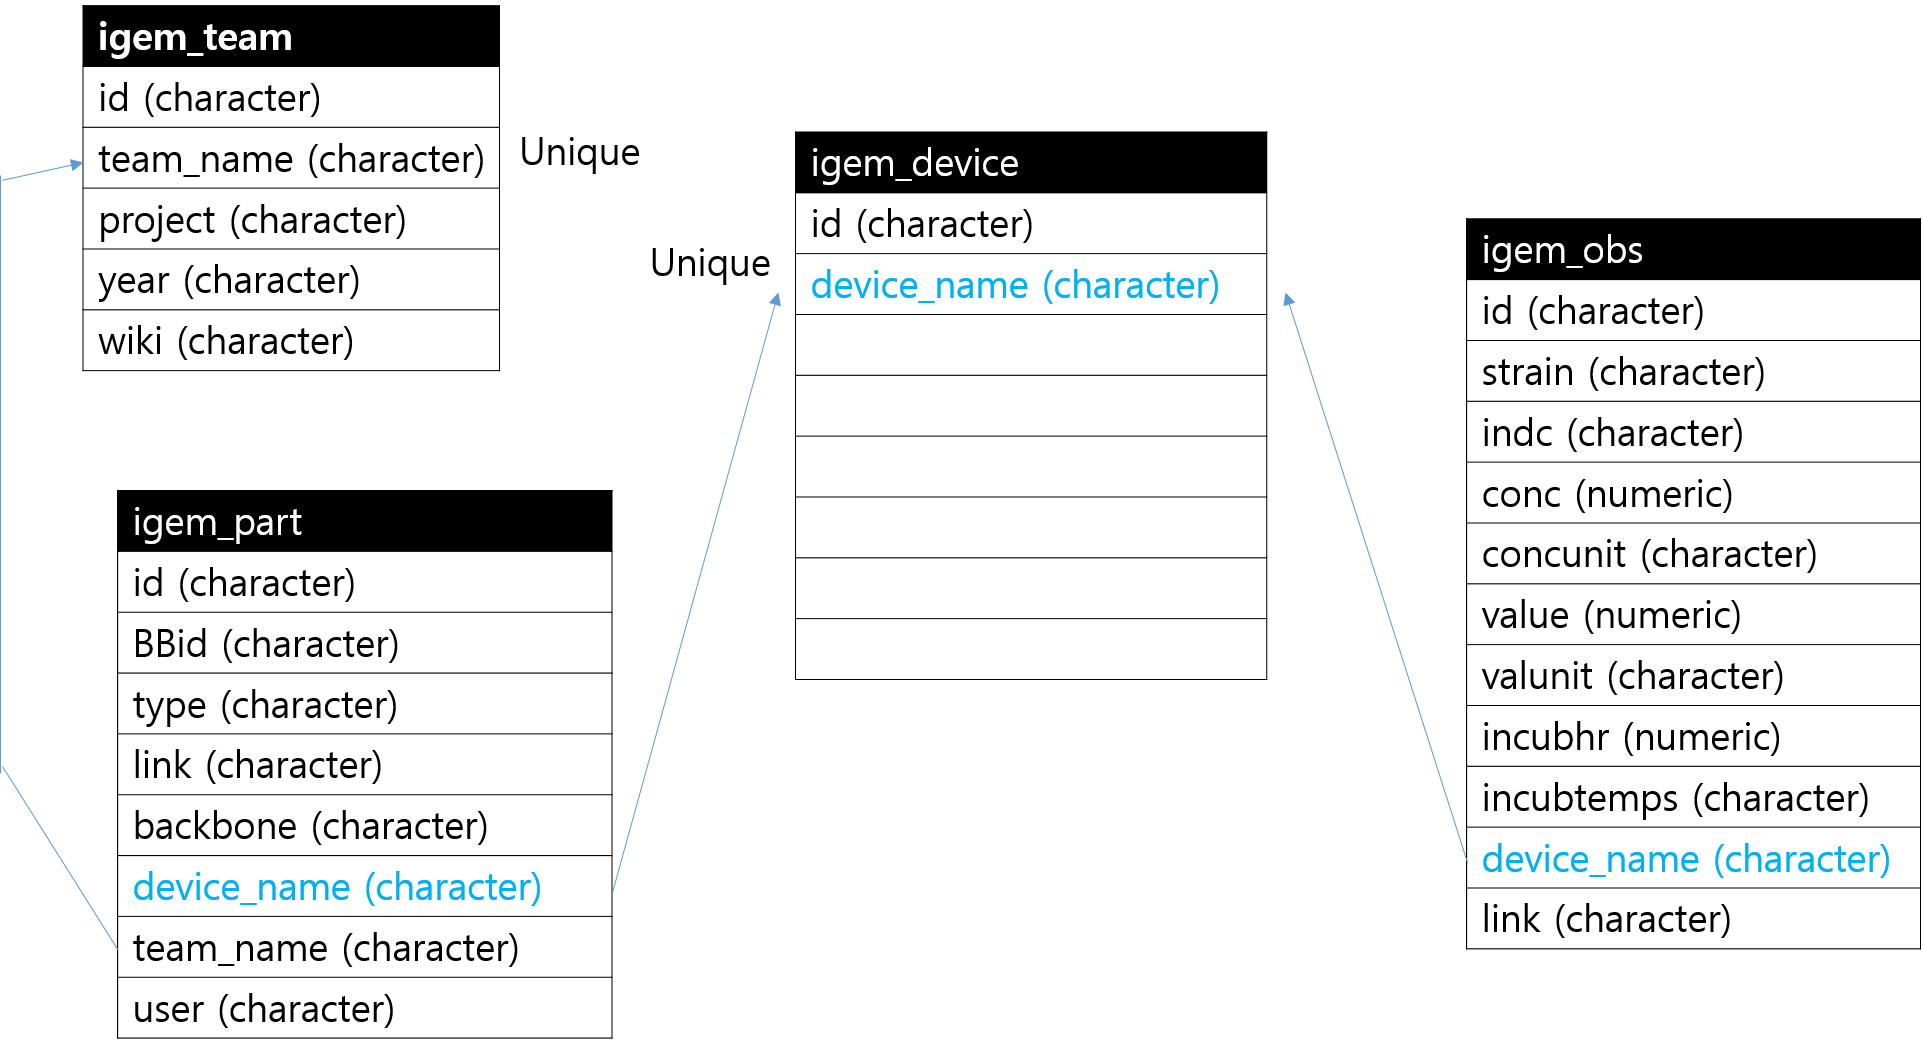 igem_team
id (character)
team_name (character)
project (character)
year (character)
wiki (character)
Unique
igem_part
id (character)
BBid (character)
type (character)
link (character)
backbone (character)
device_name (character)
team_name (character)
user (character)
Unique
igem_device
id (character)
device_name (character)
igem_obs
id (character)
strain (character)
indc (character)
conc (numeric)
concunit (character)
value (numeric)
valunit (character)
incubhr (numeric)
incubtemps (character)
device_name (character)
link (character)